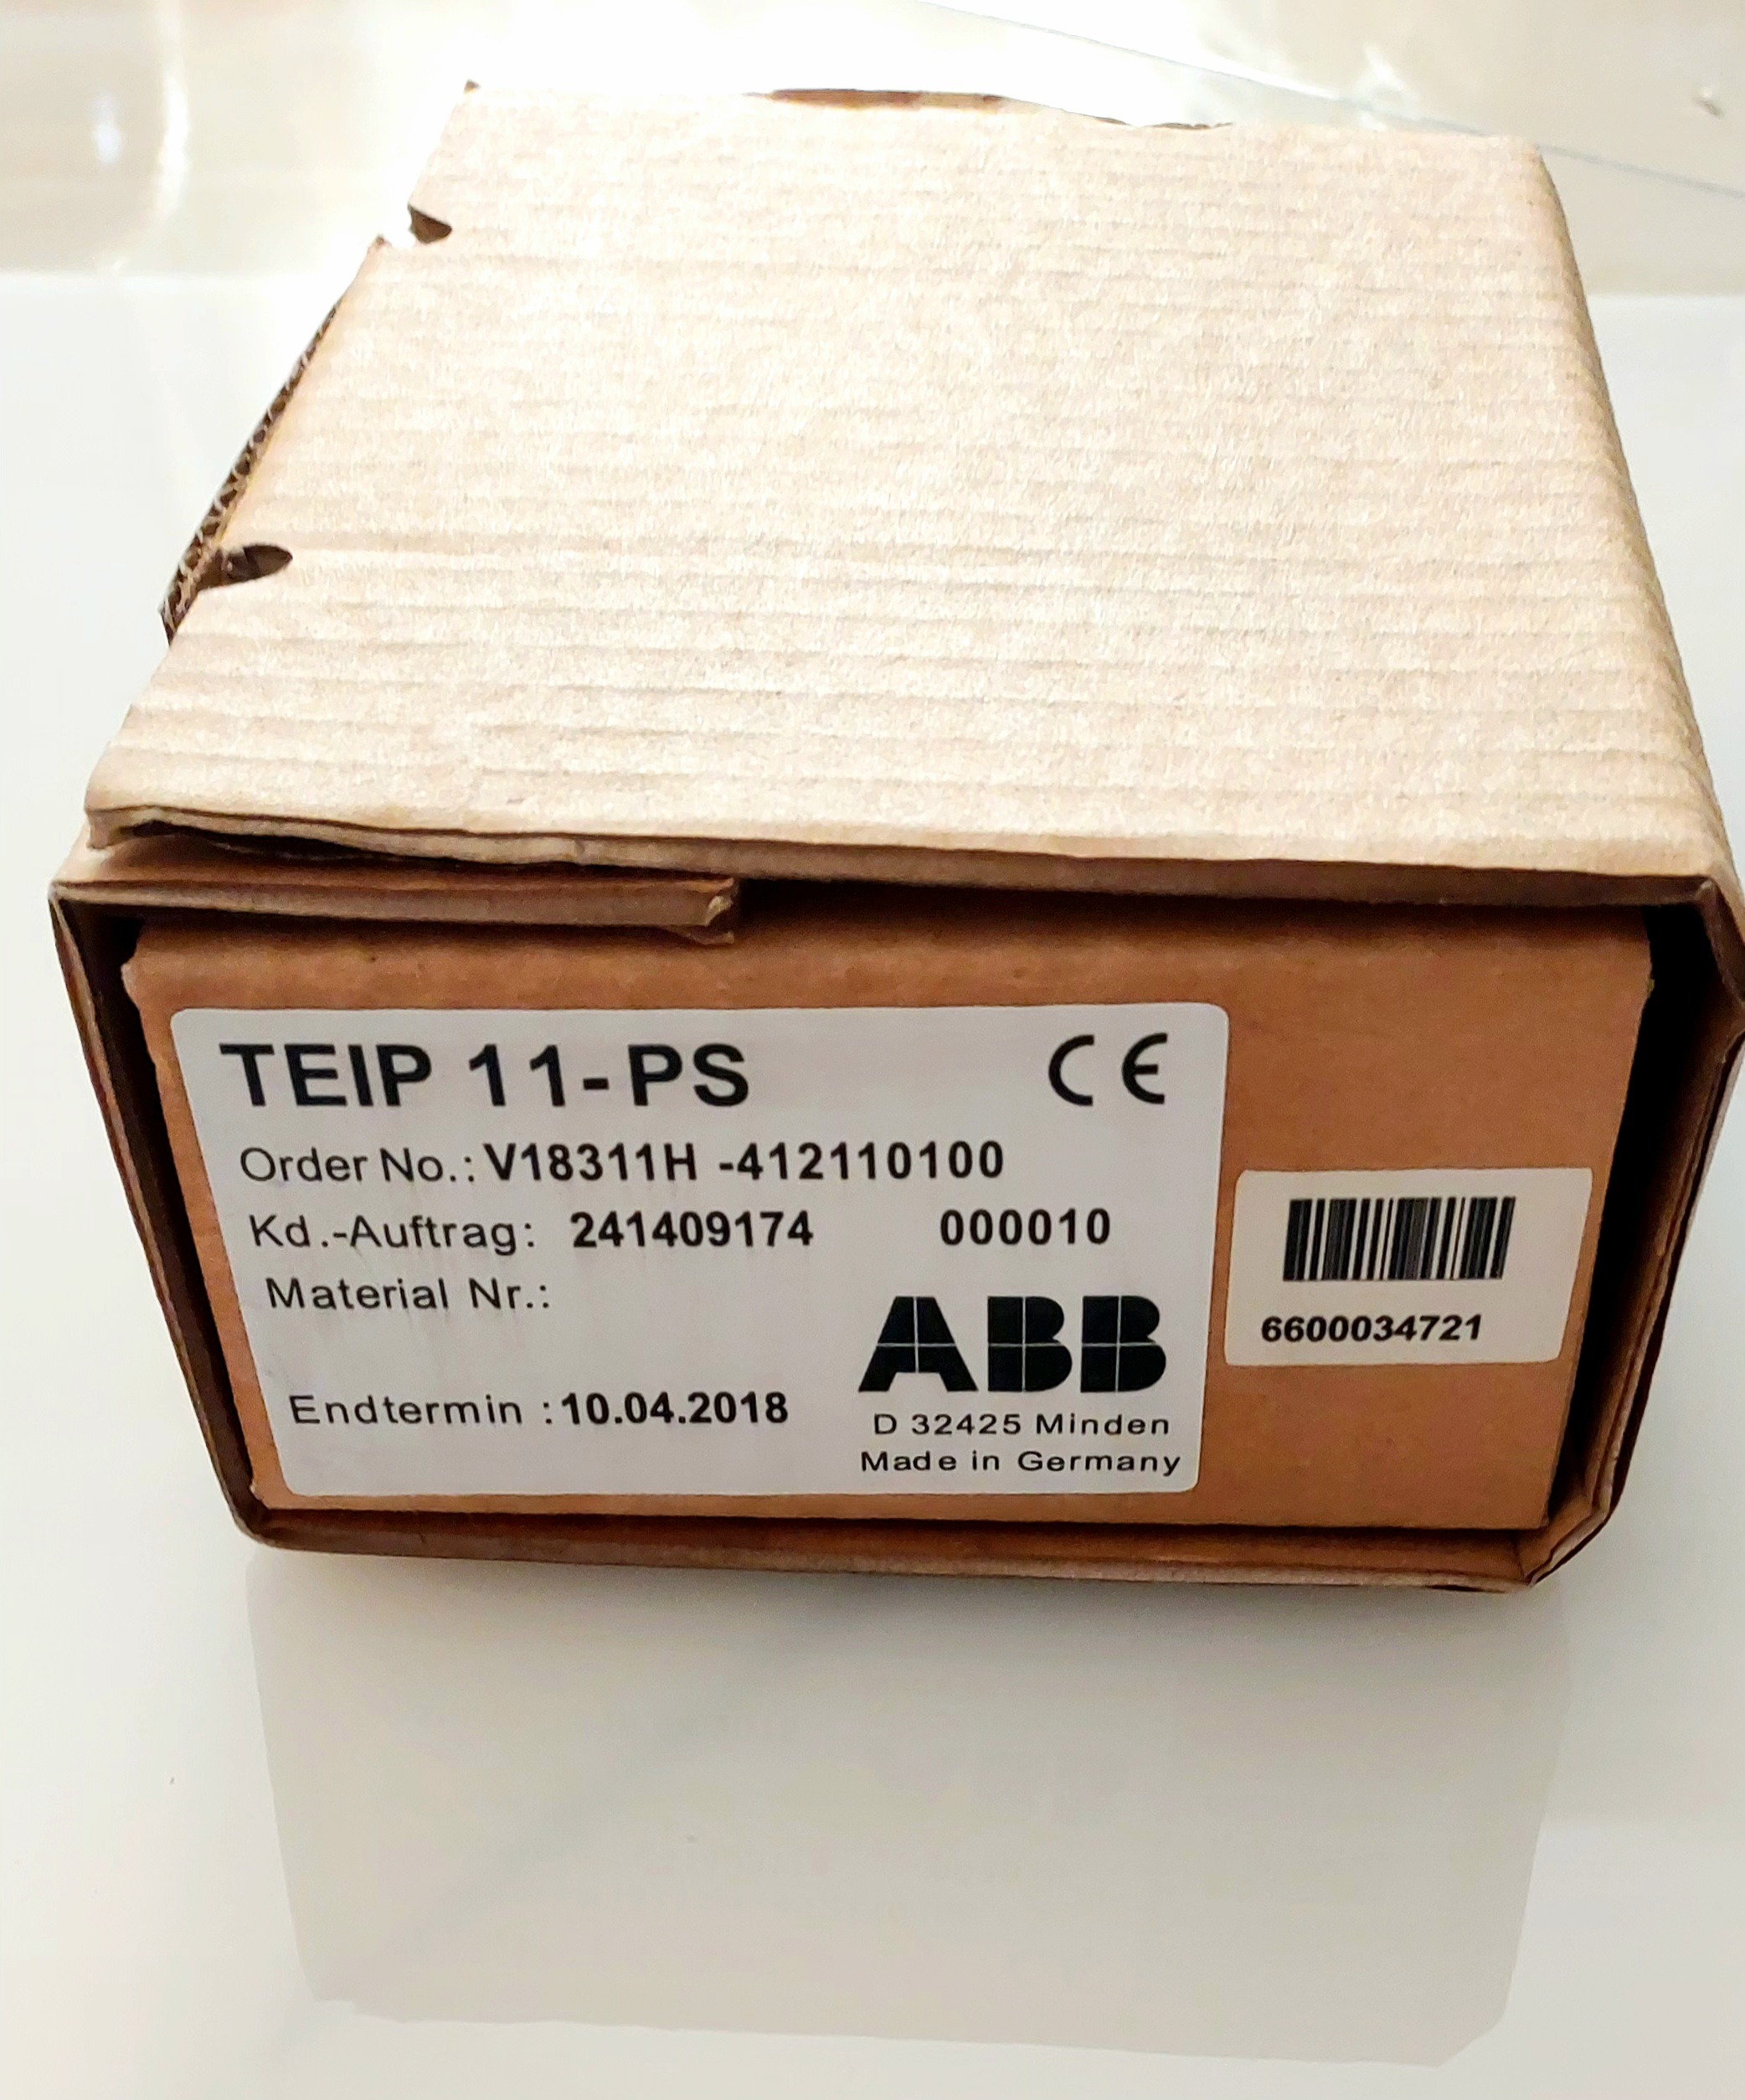 TEIP 11-PS CE
Order No.: V18311H -412110100
Kd.-Auftrag: 241409174 000010
Material Nr.:
ABB
Endtermin : 10.04.2018
D 32425 Minden
Made in Germany
6600034721